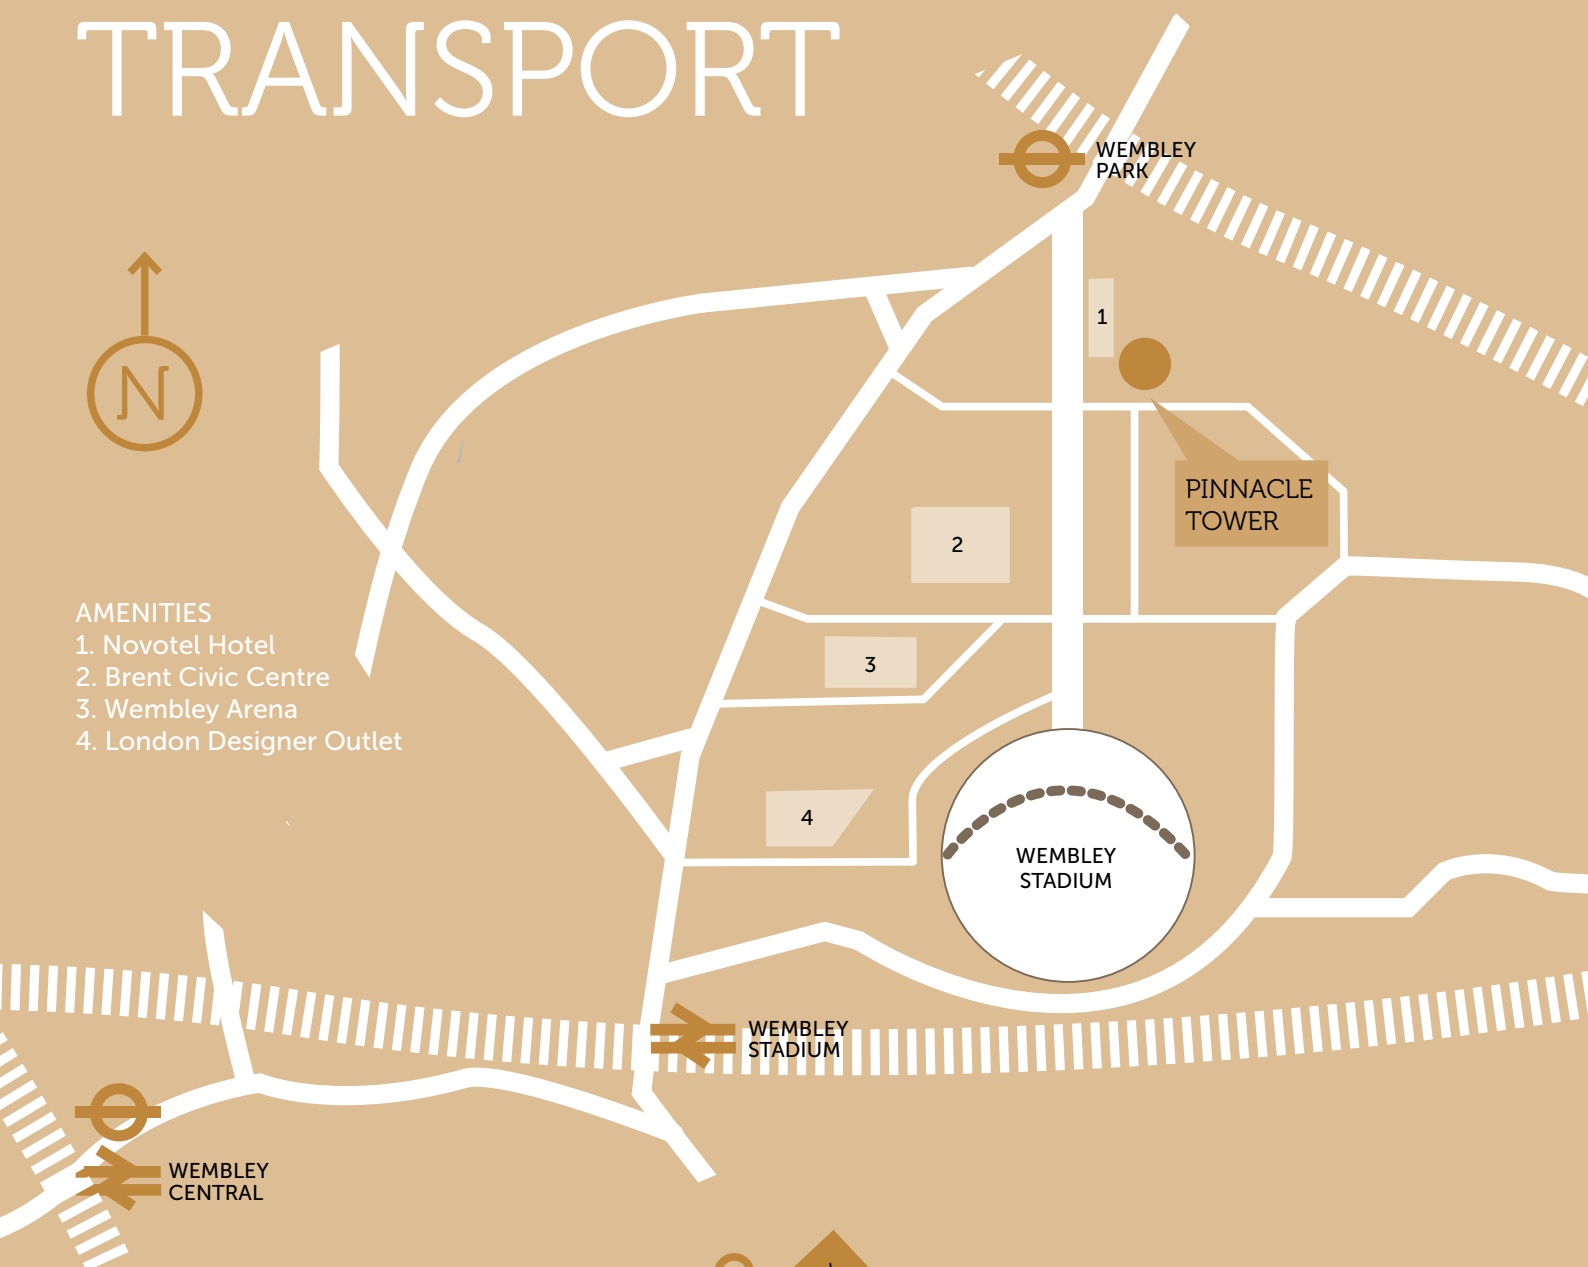 TRANSPORT
WEMBLEY
PARK
N
1
PINNACLE
TOWER
2
AMENITIES
1. Novotel Hotel
2. Brent Civic Centre
3. Wembley Arena
4. London Designer Outlet
3
4
WEMBLEY
STADIUM
WEMBLEY
STADIUM
WEMBLEY
CENTRAL